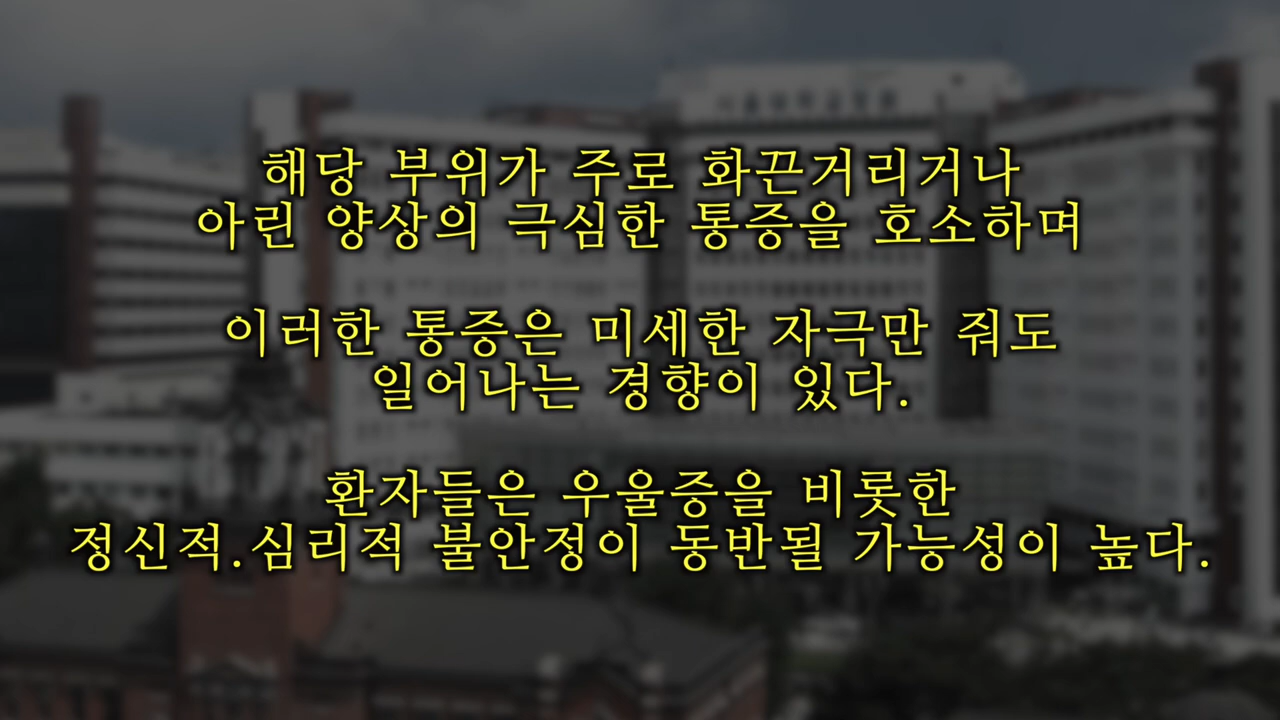 해당 부위가 주로 화끈거리거나
아린 양상의 극심한 통증을 호소하며
이러한 통증은 미세한 자극만 줘도
일어나는 경향이 있다.
환자들은 우울증을 비롯한
정신적.심리적 불안정이 동반될 가능성이 높다.